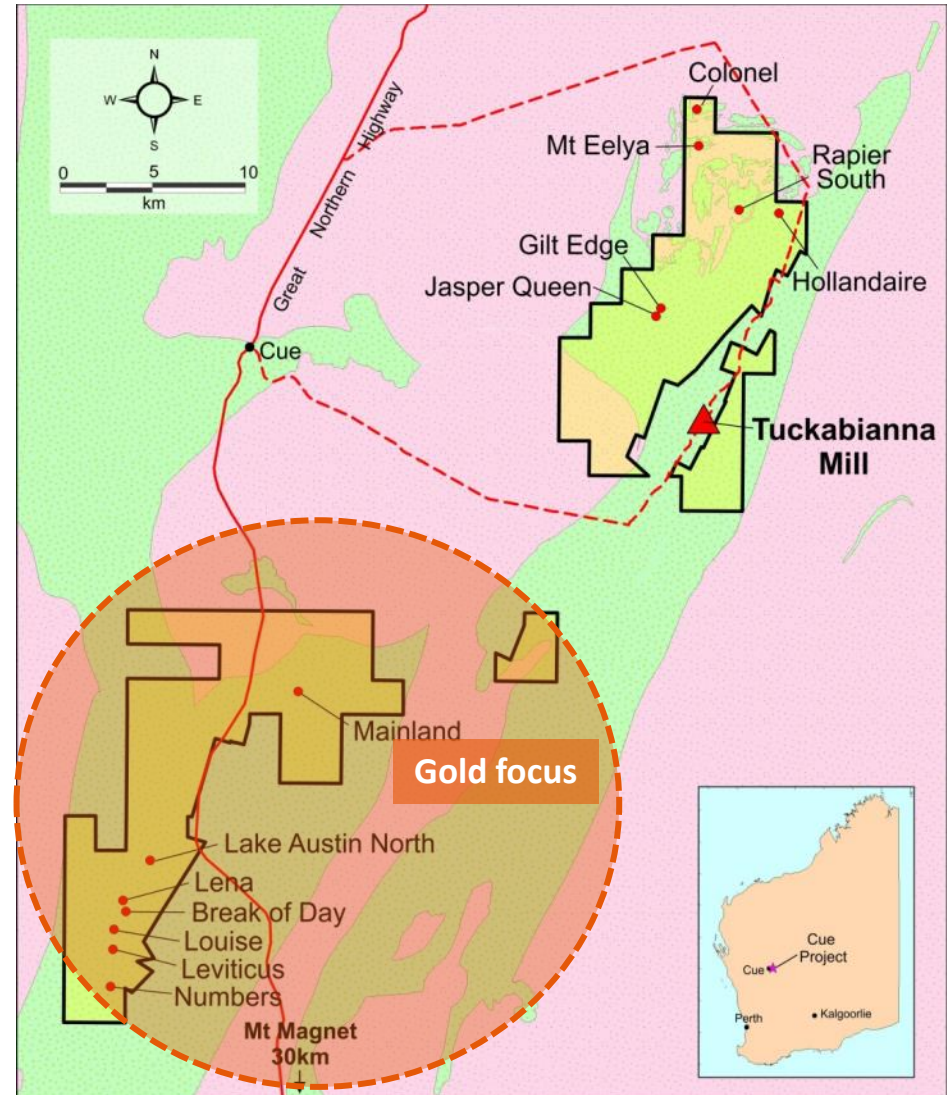 N
W E
S
0 5 10
km
Great Northern Highway
Colonel
Mt Eelya
Rapier
South
Gilt Edge
Hollandaire
Jasper Queen
Cue
Tuckabianna
Mill
Mainland
Gold focus
Lake Austin North
Lena
Break of Day
Louise
Leviticus
Numbers
Mt Magnet
30km
Cue
Project
Cue
Perth
Kalgoorlie